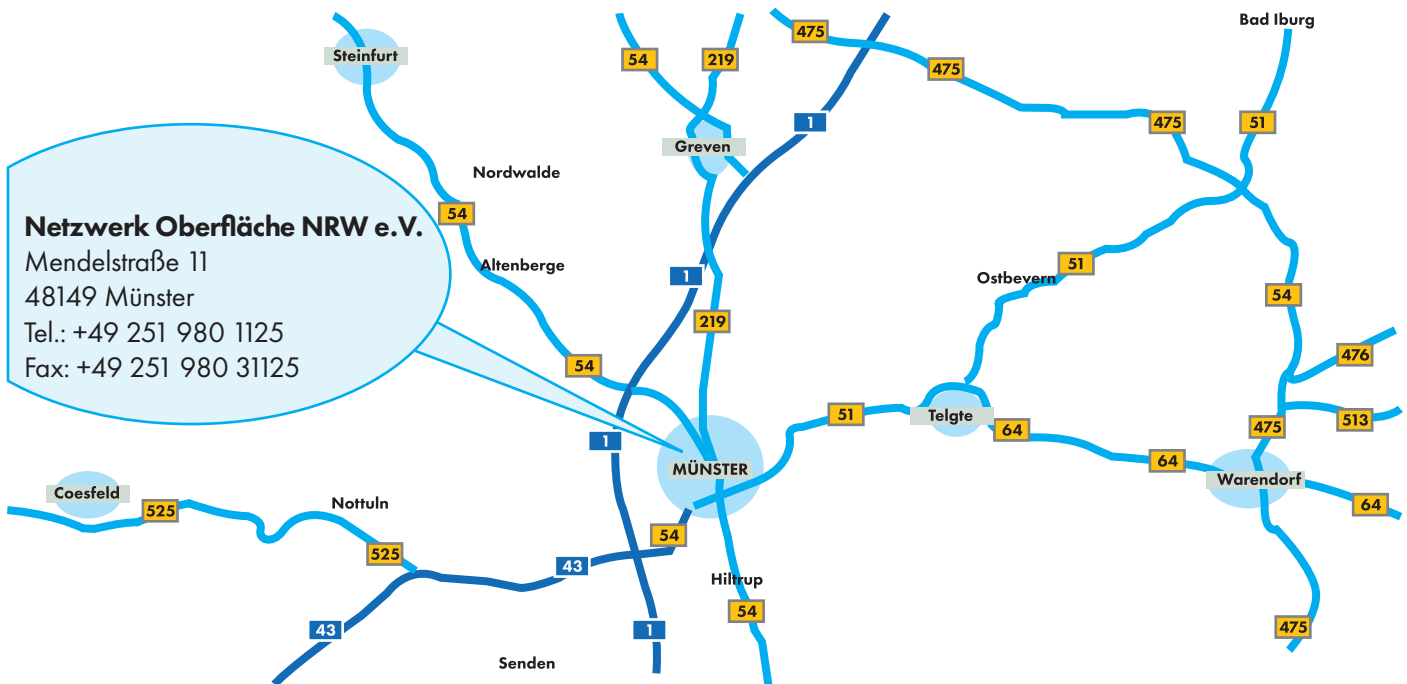 Bad Iburg
475
Steinfurt
54
219
475
1
475
51
Greven
Nordwalde
54
Netzwerk Oberfläche NRW e.V.
Mendelstraße 11
48149 Münster
Tel.: +49 251 980 1125
Fax: +49 251 980 31125
Altenberge
51
1
Ostbevern
54
219
476
54
51
Telgte
513
64
475
1
64
MÜNSTER
Warendorf
Coesfeld
Nottuln
525
64
54
525
43
Hiltrup
54
43
1
475
Senden